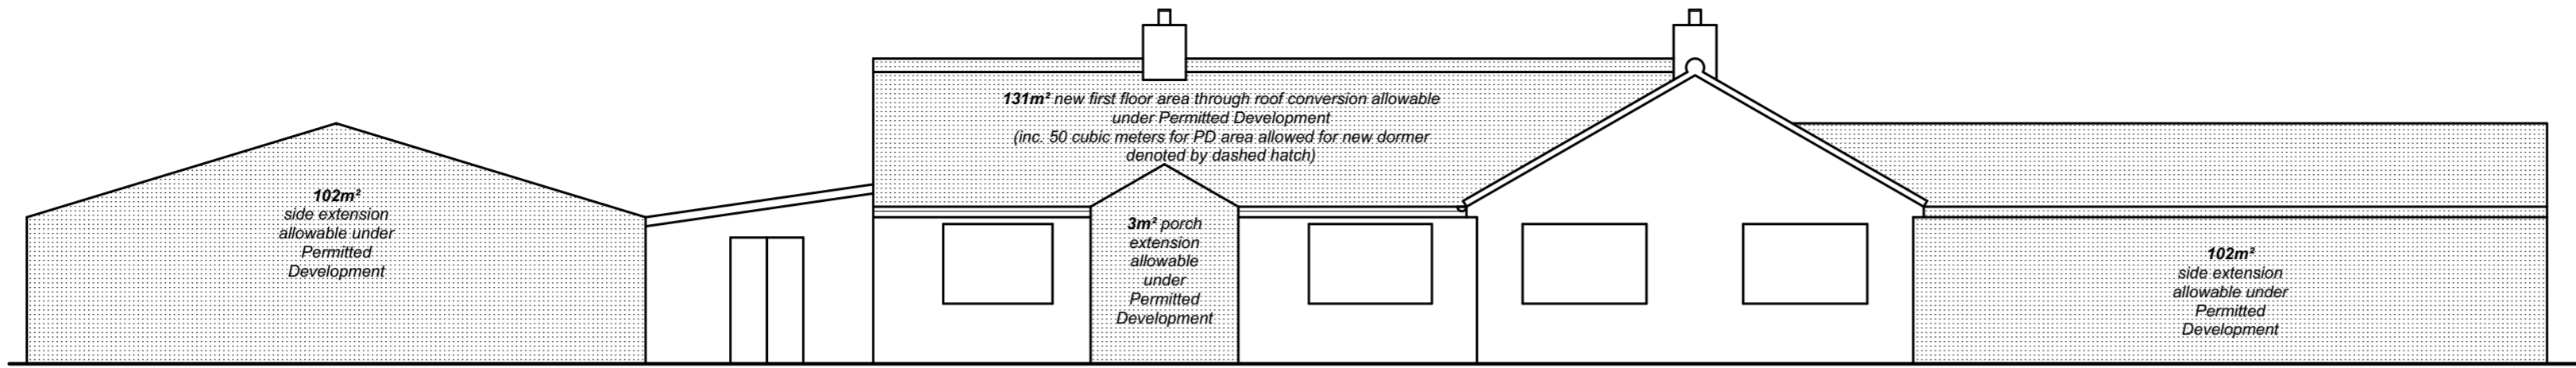 131m² new first floor area through roof conversion allowable
under Permitted Development
(inc. 50 cubic meters for PD area allowed for new dormer
denoted by dashed hatch)
102m²
side extension
allowable under
Permitted
Development
3m² porch
extension
allowable
under
Permitted
Development
102m²
side extension
allowable under
Permitted
Development